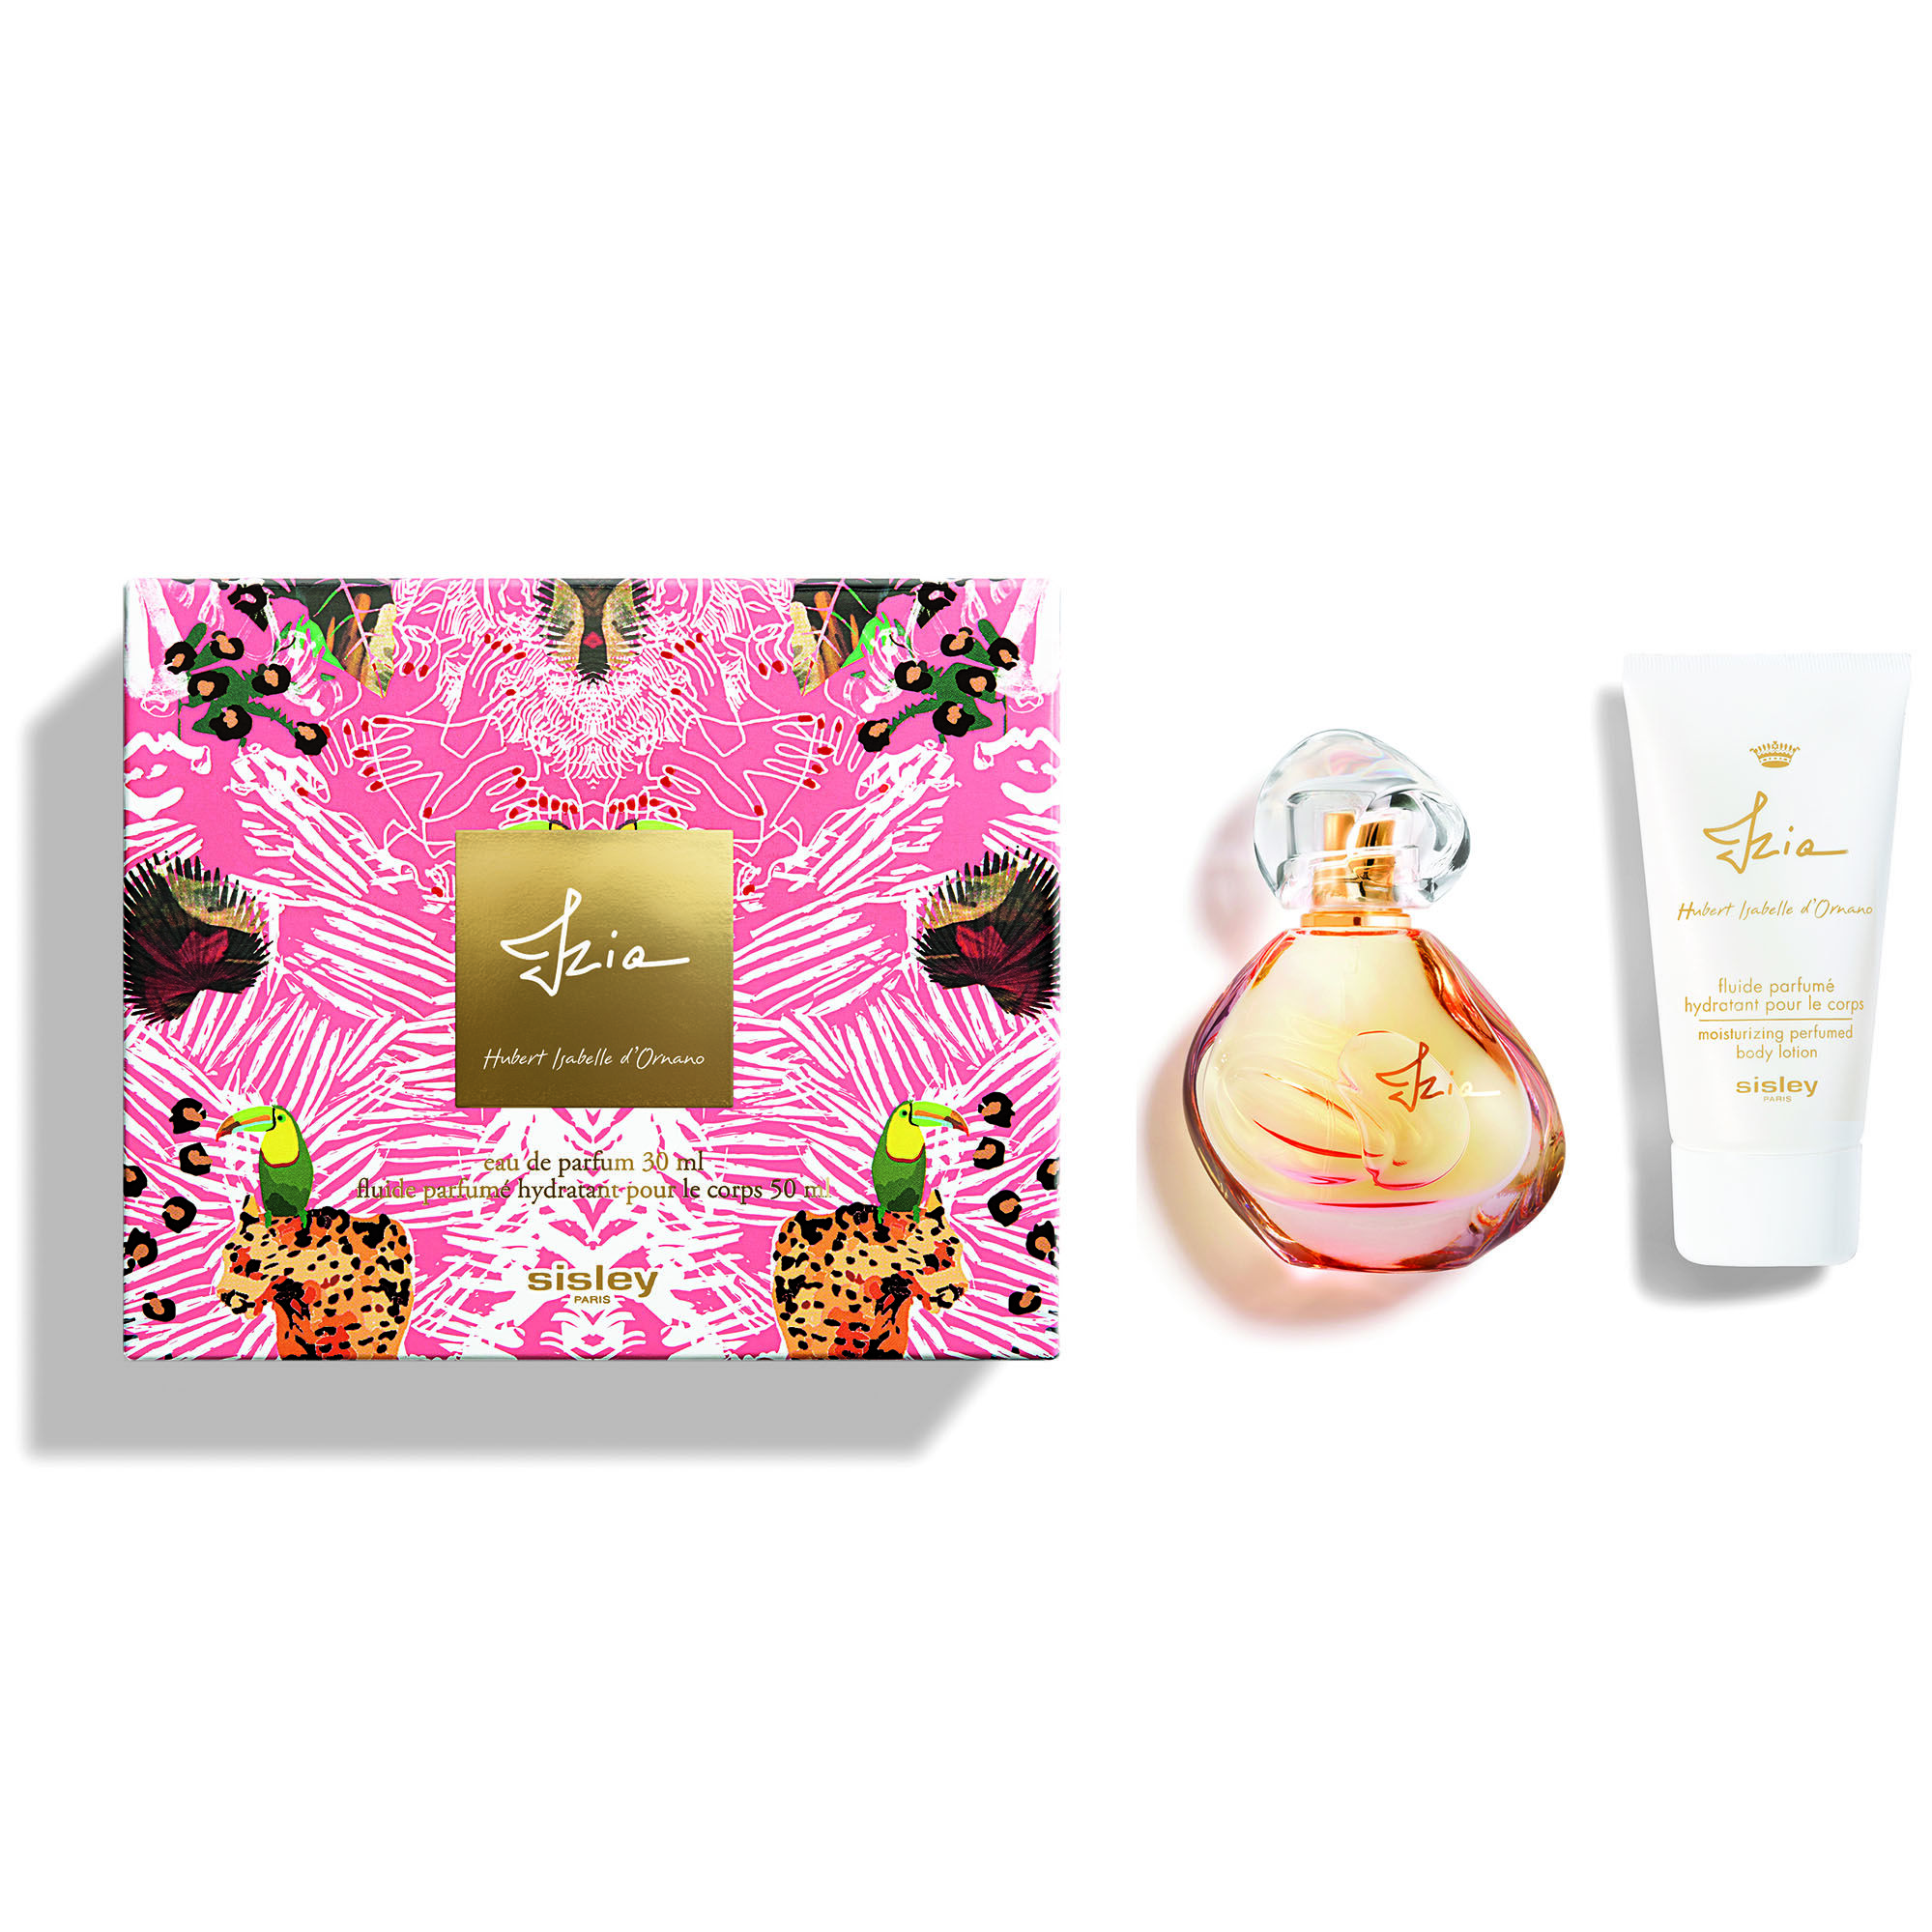 Izia
Hubert Isabelle d'Ornano
eau de parfum 30 ml
fluide parfumé hydratant pour le corps 50 ml
sisley
PARIS
Izia
Izia
Hubert Isabelle d'Ornano
fluide parfumé
hydratant pour le corps
moisturizing perfumed
body lotion
sisley
PARIS